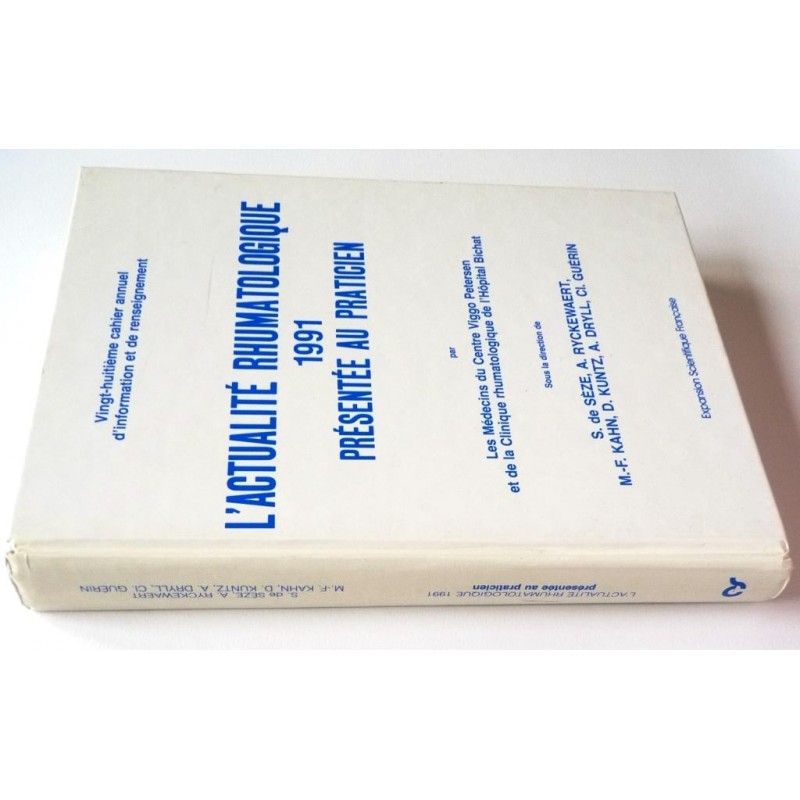 Vingt-huitième cahier annuel
d'information et de renseignement
L'ACTUALITÉ RHUMATOLOGIQUE
1991
PRÉSENTÉE AU PRATICIEN
par
Les Médecins du Centre Viggo Petersen
et de la Clinique rhumatologique de l'Hôpital Bichat
Sous la direction de
S. de SÈZE, A. RYCKEWAERT,
M.-F. KAHN, D. KUNTZ, A. DRYLL, Cl. GUÉRIN
Expansion Scientifique Française
S. de SÈZE, A. RYCKEWAERT
M.-F. KAHN, D. KUNTZ, A. DRYLL, Cl. GUÉRIN
L'ACTUALITÉ RHUMATOLOGIQUE 1991
présentée au praticien